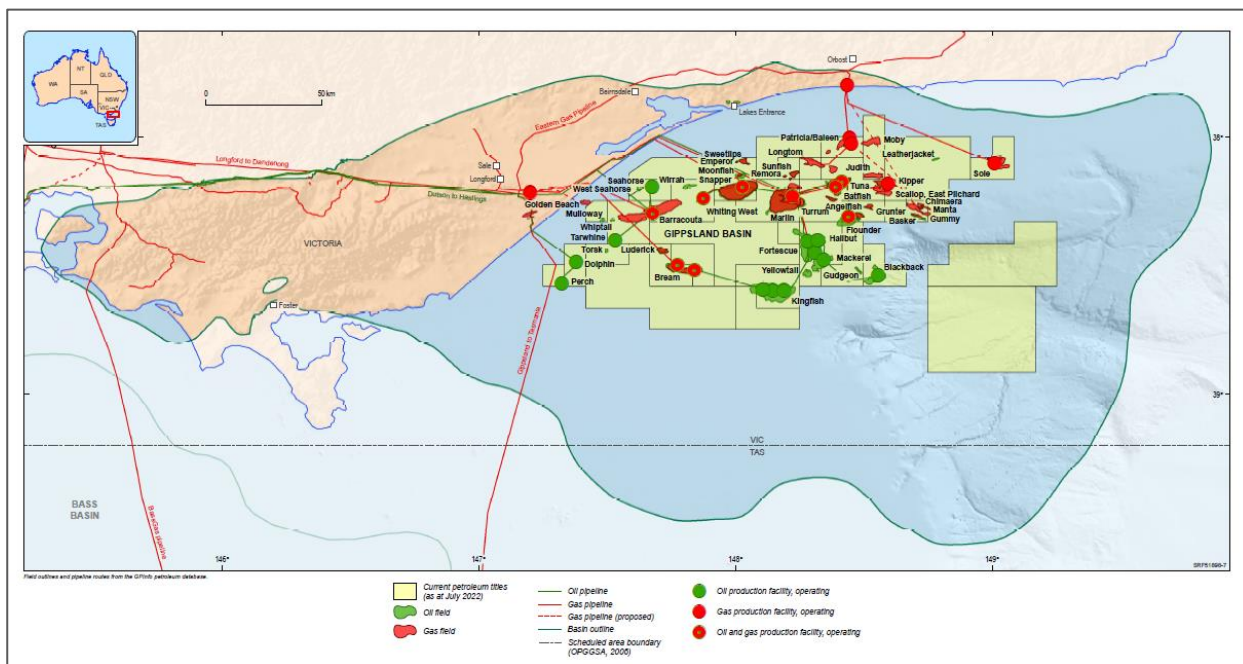 NT
QLD
WA
SA
NSW
VIC
TAS
0
50 km
Orbost
Bairnsdale
Lakes Entrance
Eastern Gas Pipeline
38°
Longford to Dandenong
Sale
Longford
Dutson to Hastings
Golden Beach
VICTORIA
Foster
Patricia/Baleen
Moby
Sweetlips
Longtom
Leatherjacket
Emperor
Sunfish
Moonfish
Judith
Sole
Seahorse
Wirrah
Snapper
Remora
Tuna
Kipper
West Seahorse
Batfish
Scallop, East Pilchard
Mulloway
Whiting West
Angelfish
Chimaera
Barracouta
Marlin
Turrum
Grunter
Manta
Whiptail
Basker
Gummy
Tarwhine
GIPPSLAND BASIN
Flounder
Torsk
Luderick
Fortescue
Halibut
Dolphin
Mackerel
Perch
Bream
Yellowtail
Gudgeon
Blackback
Kingfish
Gippsland to Tasmania
39°
VIC
TAS
BASS
BASIN
BassGas pipeline
146°
147°
148°
149°
Field outlines and pipeline routes from the GPinfo petroleum database.
Current petroleum titles
(as at July 2022)
Oil field
Gas field
Oil pipeline
Gas pipeline
Gas pipeline (proposed)
Basin outline
Scheduled area boundary
(OPGGSA, 2006)
Oil production facility, operating
Gas production facility, operating
Oil and gas production facility, operating